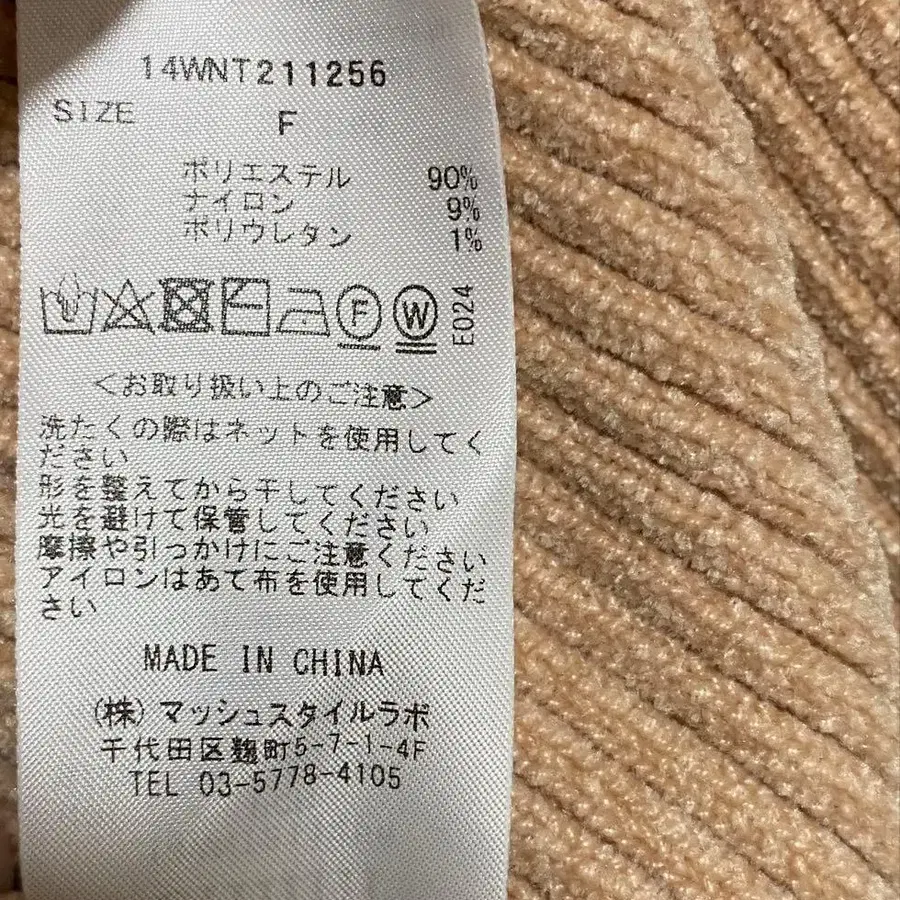 14WNT211256
SIZE F
ポリエステル 90%
ナイロン 9%
ポリウレタン 1%
F W E024
＜お取り扱い上のご注意＞
洗たくの際はネットを使用してく
ださい
形を整えてから干してください
光を避けて保管してください
摩擦や引っかけにご注意ください
アイロンはあて布を使用してくだ
さい
MADE IN CHINA
(株)マッシュスタイルラボ
千代田区麹町5-7-1-4F
TEL 03-5778-4105